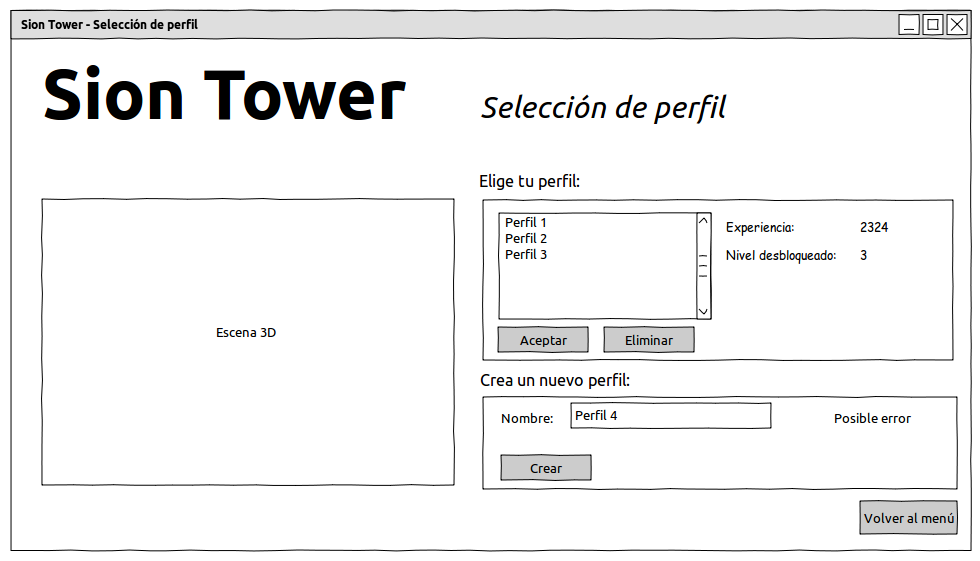 Sion Tower - Selección de perfil
Sion Tower
Selección de perfil
Elige tu perfil:
Perfil 1
Perfil 2
Perfil 3
Experiencia: 2324
Nivel desbloqueado: 3
Aceptar
Eliminar
Escena 3D
Crea un nuevo perfil:
Nombre:
Perfil 4
Posible error
Crear
Volver al menú